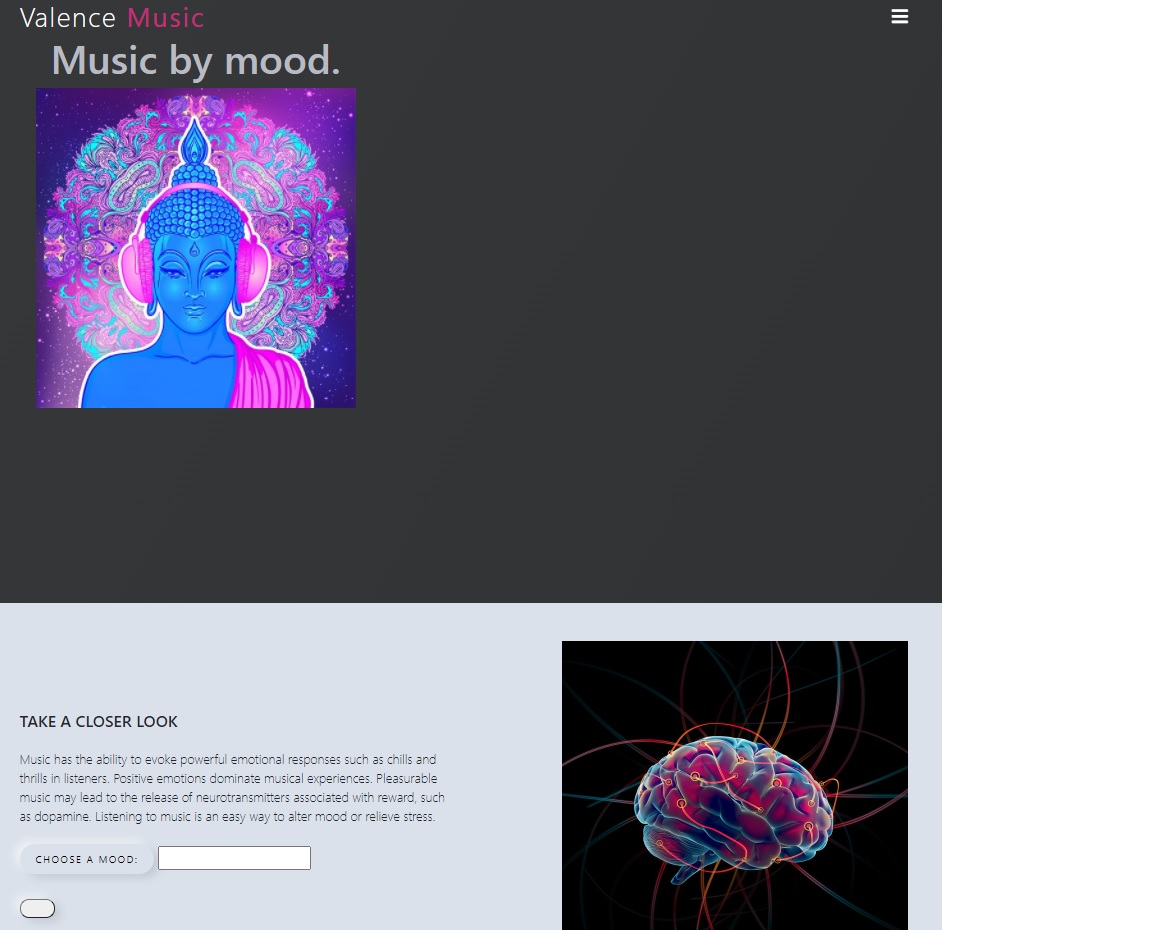 Valence Music
Music by mood.
TAKE A CLOSER LOOK
Music has the ability to evoke powerful emotional responses such as chills and
thrills in listeners. Positive emotions dominate musical experiences. Pleasurable
music may lead to the release of neurotransmitters associated with reward, such
as dopamine. Listening to music is an easy way to alter mood or relieve stress.
CHOOSE A MOOD: